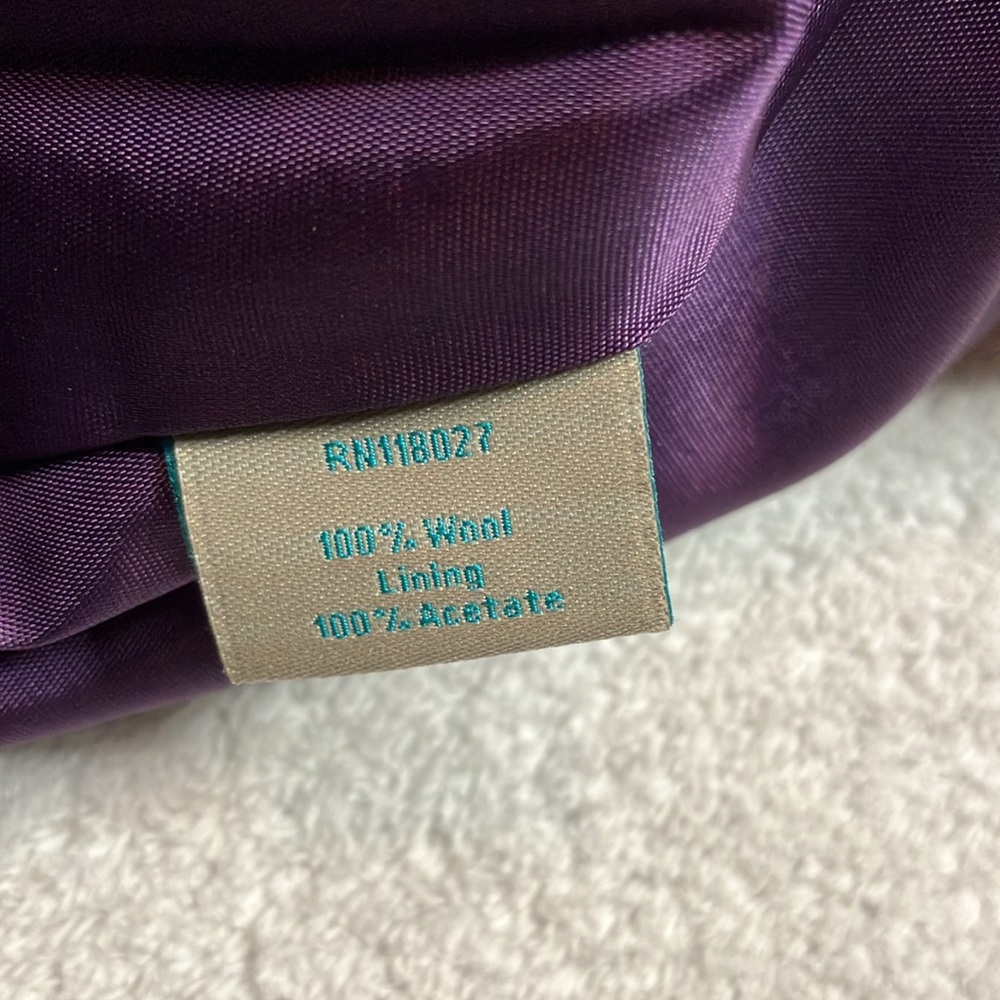 RN118027
100% Wool
Lining
100% Acetate